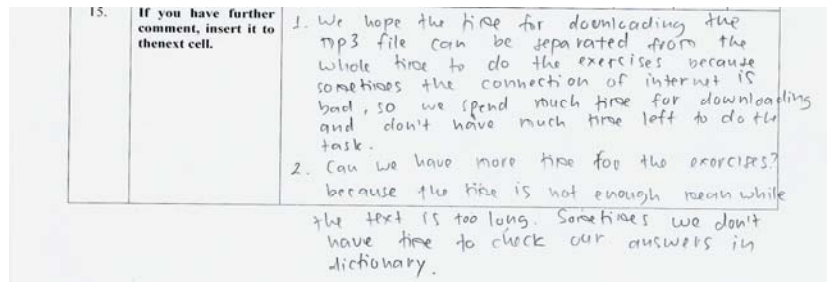 15.
If you have further
comment, insert it to
thenext cell.
1. We hope the time for downloading the
mp3 file can be separated from the
whole time to do the exercises because
sometimes the connection of internet is
bad, so we spend much time for downloading
and don't have much time left to do the
task.
2. Can we have more time for the exercises?
because the time is not enough meanwhile
the text is too long. Sometimes we don't
have time to check our answers in
dictionary.